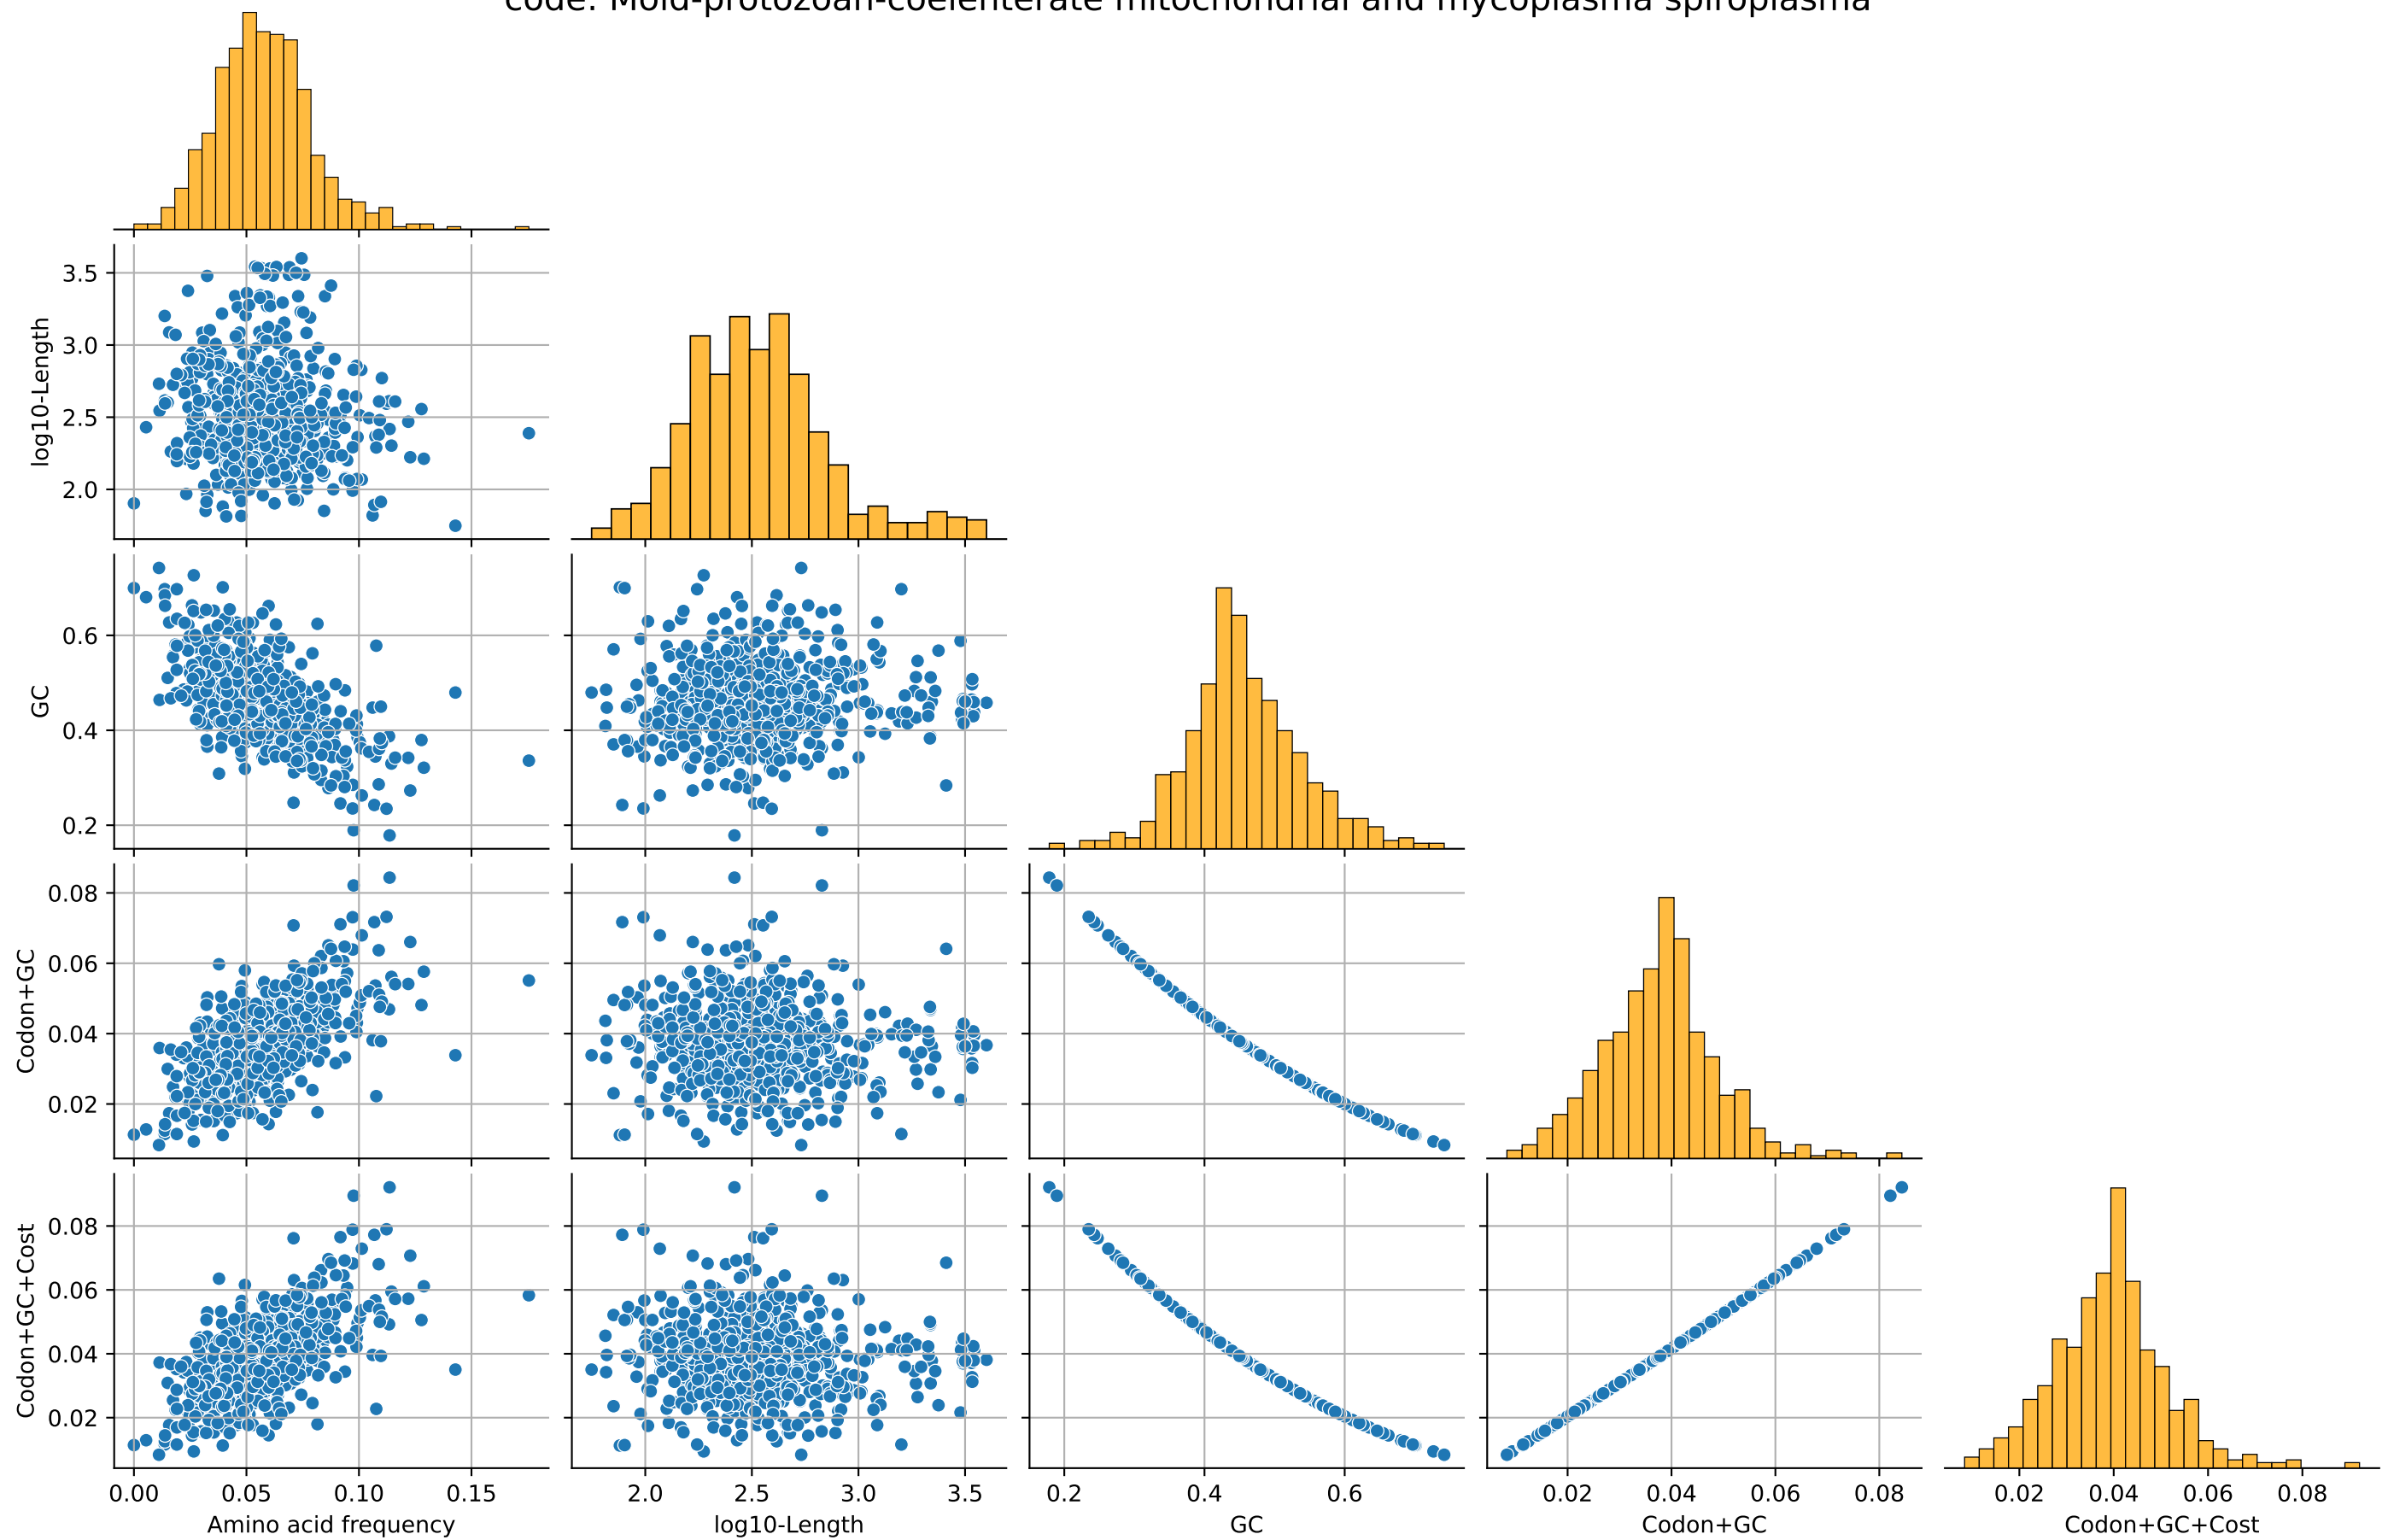 code: Mold-protozoan-coelenterate mitochondrial and mycoplasma spiroplasma
3.5
3.0
2.5
2.0
log10-Length
0.6
0.4
0.2
GC
0.08
0.06
0.04
0.02
Codon+GC
0.08
0.06
0.04
0.02
Codon+GC+Cost
0.00 0.05 0.10 0.15
2.0 2.5 3.0 3.5
0.2 0.4 0.6
0.02 0.04 0.06 0.08
0.02 0.04 0.06 0.08
Amino acid frequency
log10-Length
GC
Codon+GC
Codon+GC+Cost